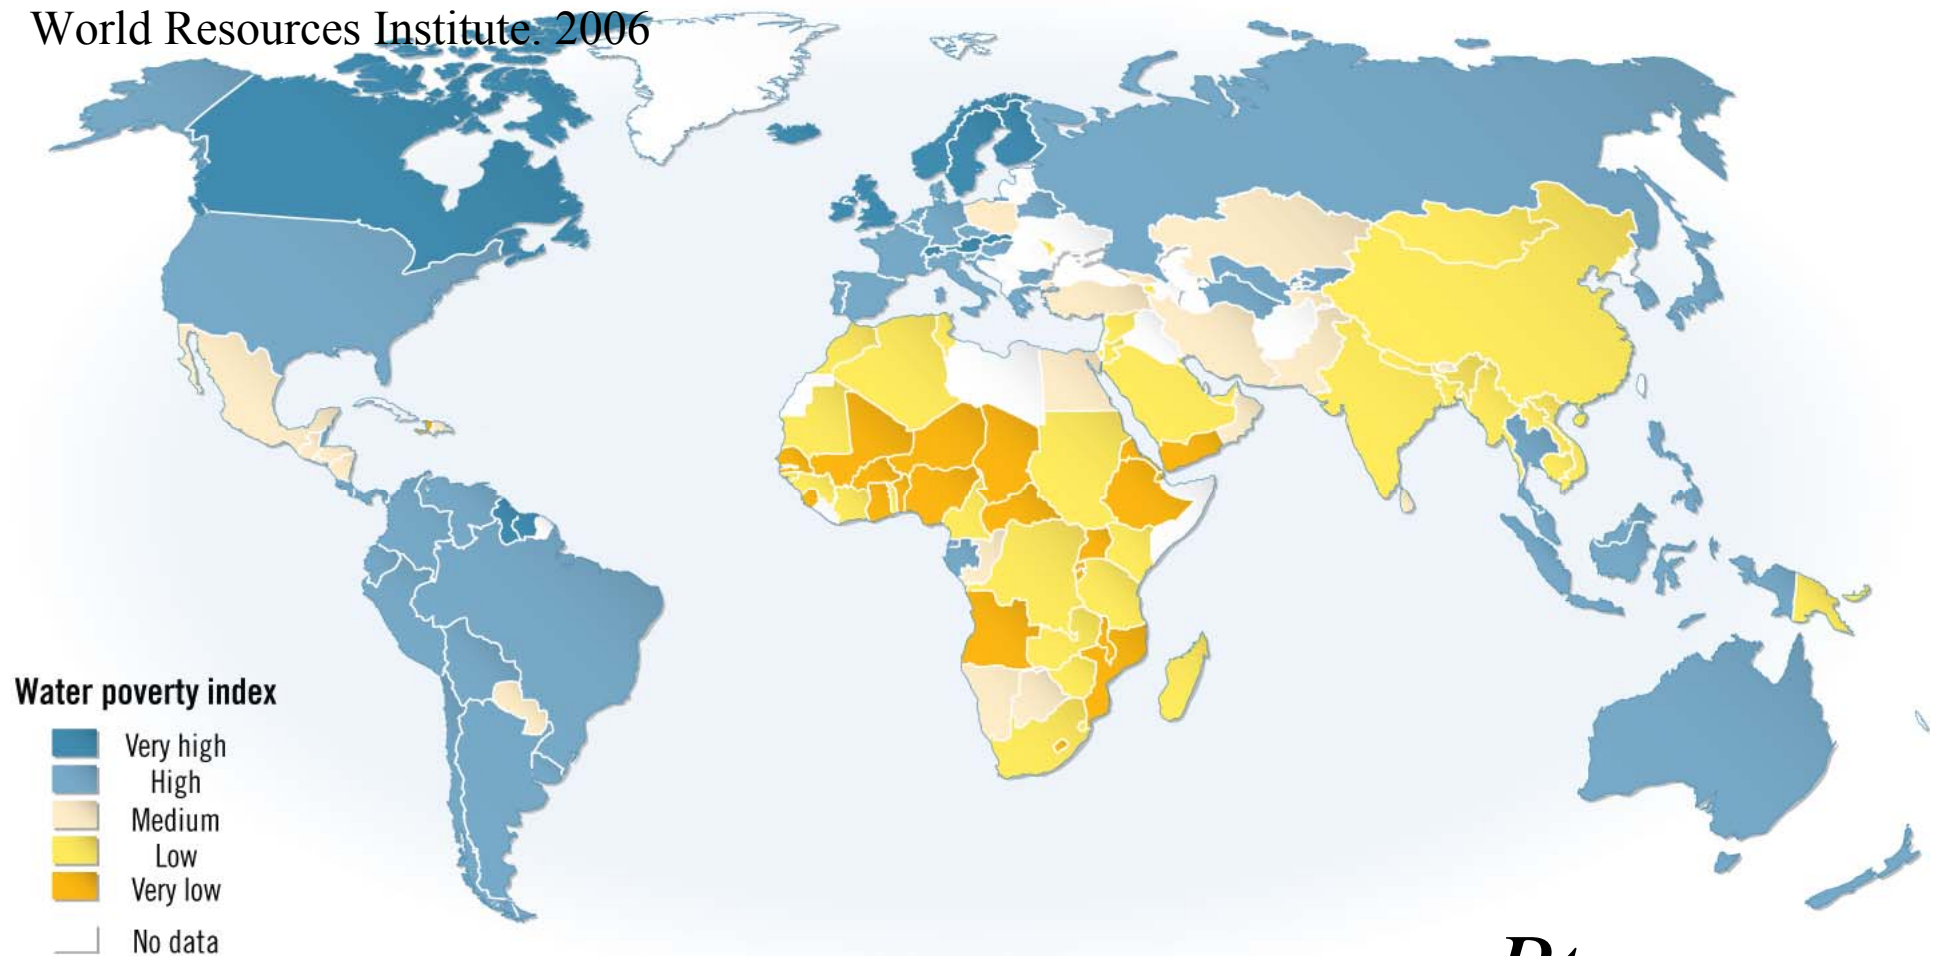 World Resources Institute. 2006
Water poverty index
Very high
High
Medium
Low
Very low
No data